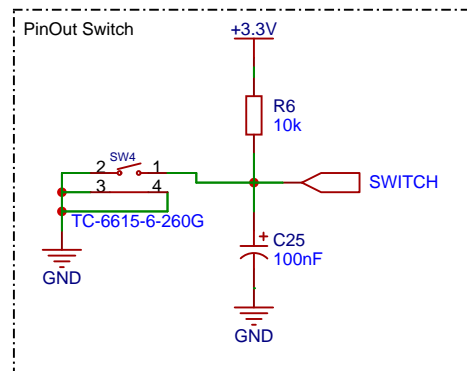 PinOut Switch
+3.3V
R6
10k
SW4
2
1
3
4
TC-6615-6-260G
SWITCH
+
C25
100nF
GND
GND